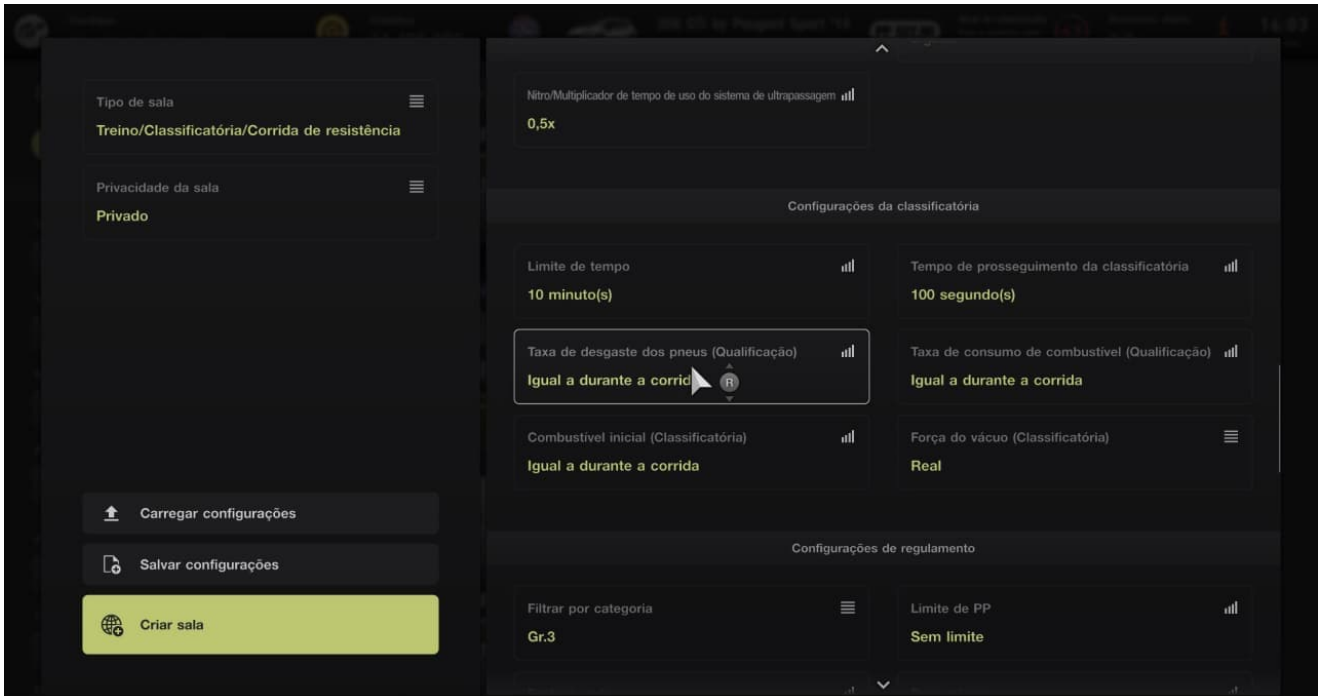 Tipo de sala
Treino/Classificatória/Corrida de resistência
Privacidade da sala
Privado
Carregar configurações
Salvar configurações
Criar sala
Nitro/Multiplicador de tempo de uso do sistema de ultrapassagem
0,5x
Configurações da classificatória
Limite de tempo
10 minuto(s)
Tempo de prosseguimento da classificatória
100 segundo(s)
Taxa de desgaste dos pneus (Qualificação)
Igual a durante a corrid
R
Taxa de consumo de combustível (Qualificação)
Igual a durante a corrida
Combustível inicial (Classificatória)
Igual a durante a corrida
Força do vácuo (Classificatória)
Real
Configurações de regulamento
Filtrar por categoria
Gr.3
Limite de PP
Sem limite